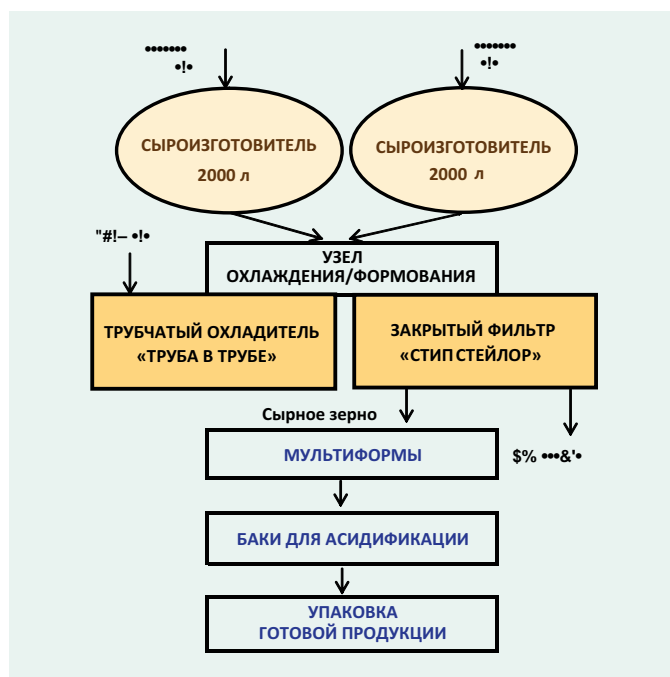 СЫРОИЗГОТОВИТЕЛЬ
2000 л
СЫРОИЗГОТОВИТЕЛЬ
2000 л
УЗЕЛ
ОХЛАЖДЕНИЯ/ФОРМОВАНИЯ
ТРУБЧАТЫЙ ОХЛАДИТЕЛЬ
«ТРУБА В ТРУБЕ»
ЗАКРЫТЫЙ ФИЛЬТР
«СТИП СТЕЙЛОР»
Сырное зерно
МУЛЬТИФОРМЫ
БАКИ ДЛЯ АСИДИФИКАЦИИ
УПАКОВКА
ГОТОВОЙ ПРОДУКЦИИ